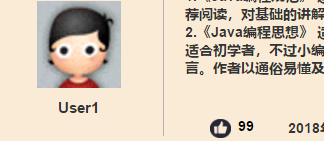 荐阅读，对基础的讲解
2.《Java编程思想》 适
适合初学者，不过小编
言。作者以通俗易懂及
User1
99
2018年